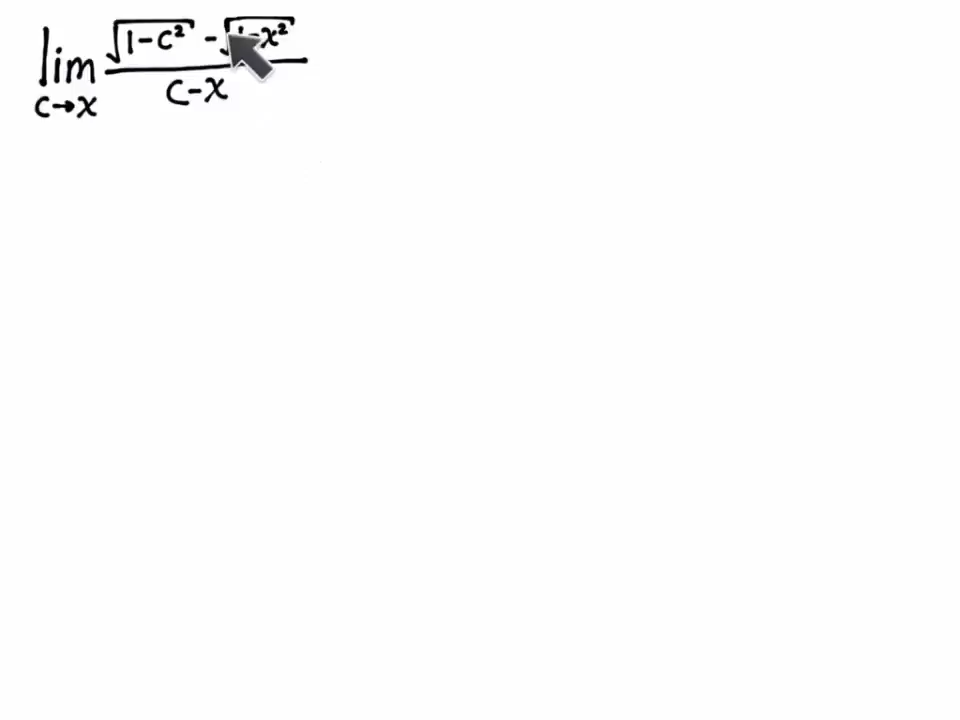 lim c→x (√(1-c²) - √(1-x²)) / (c-x)